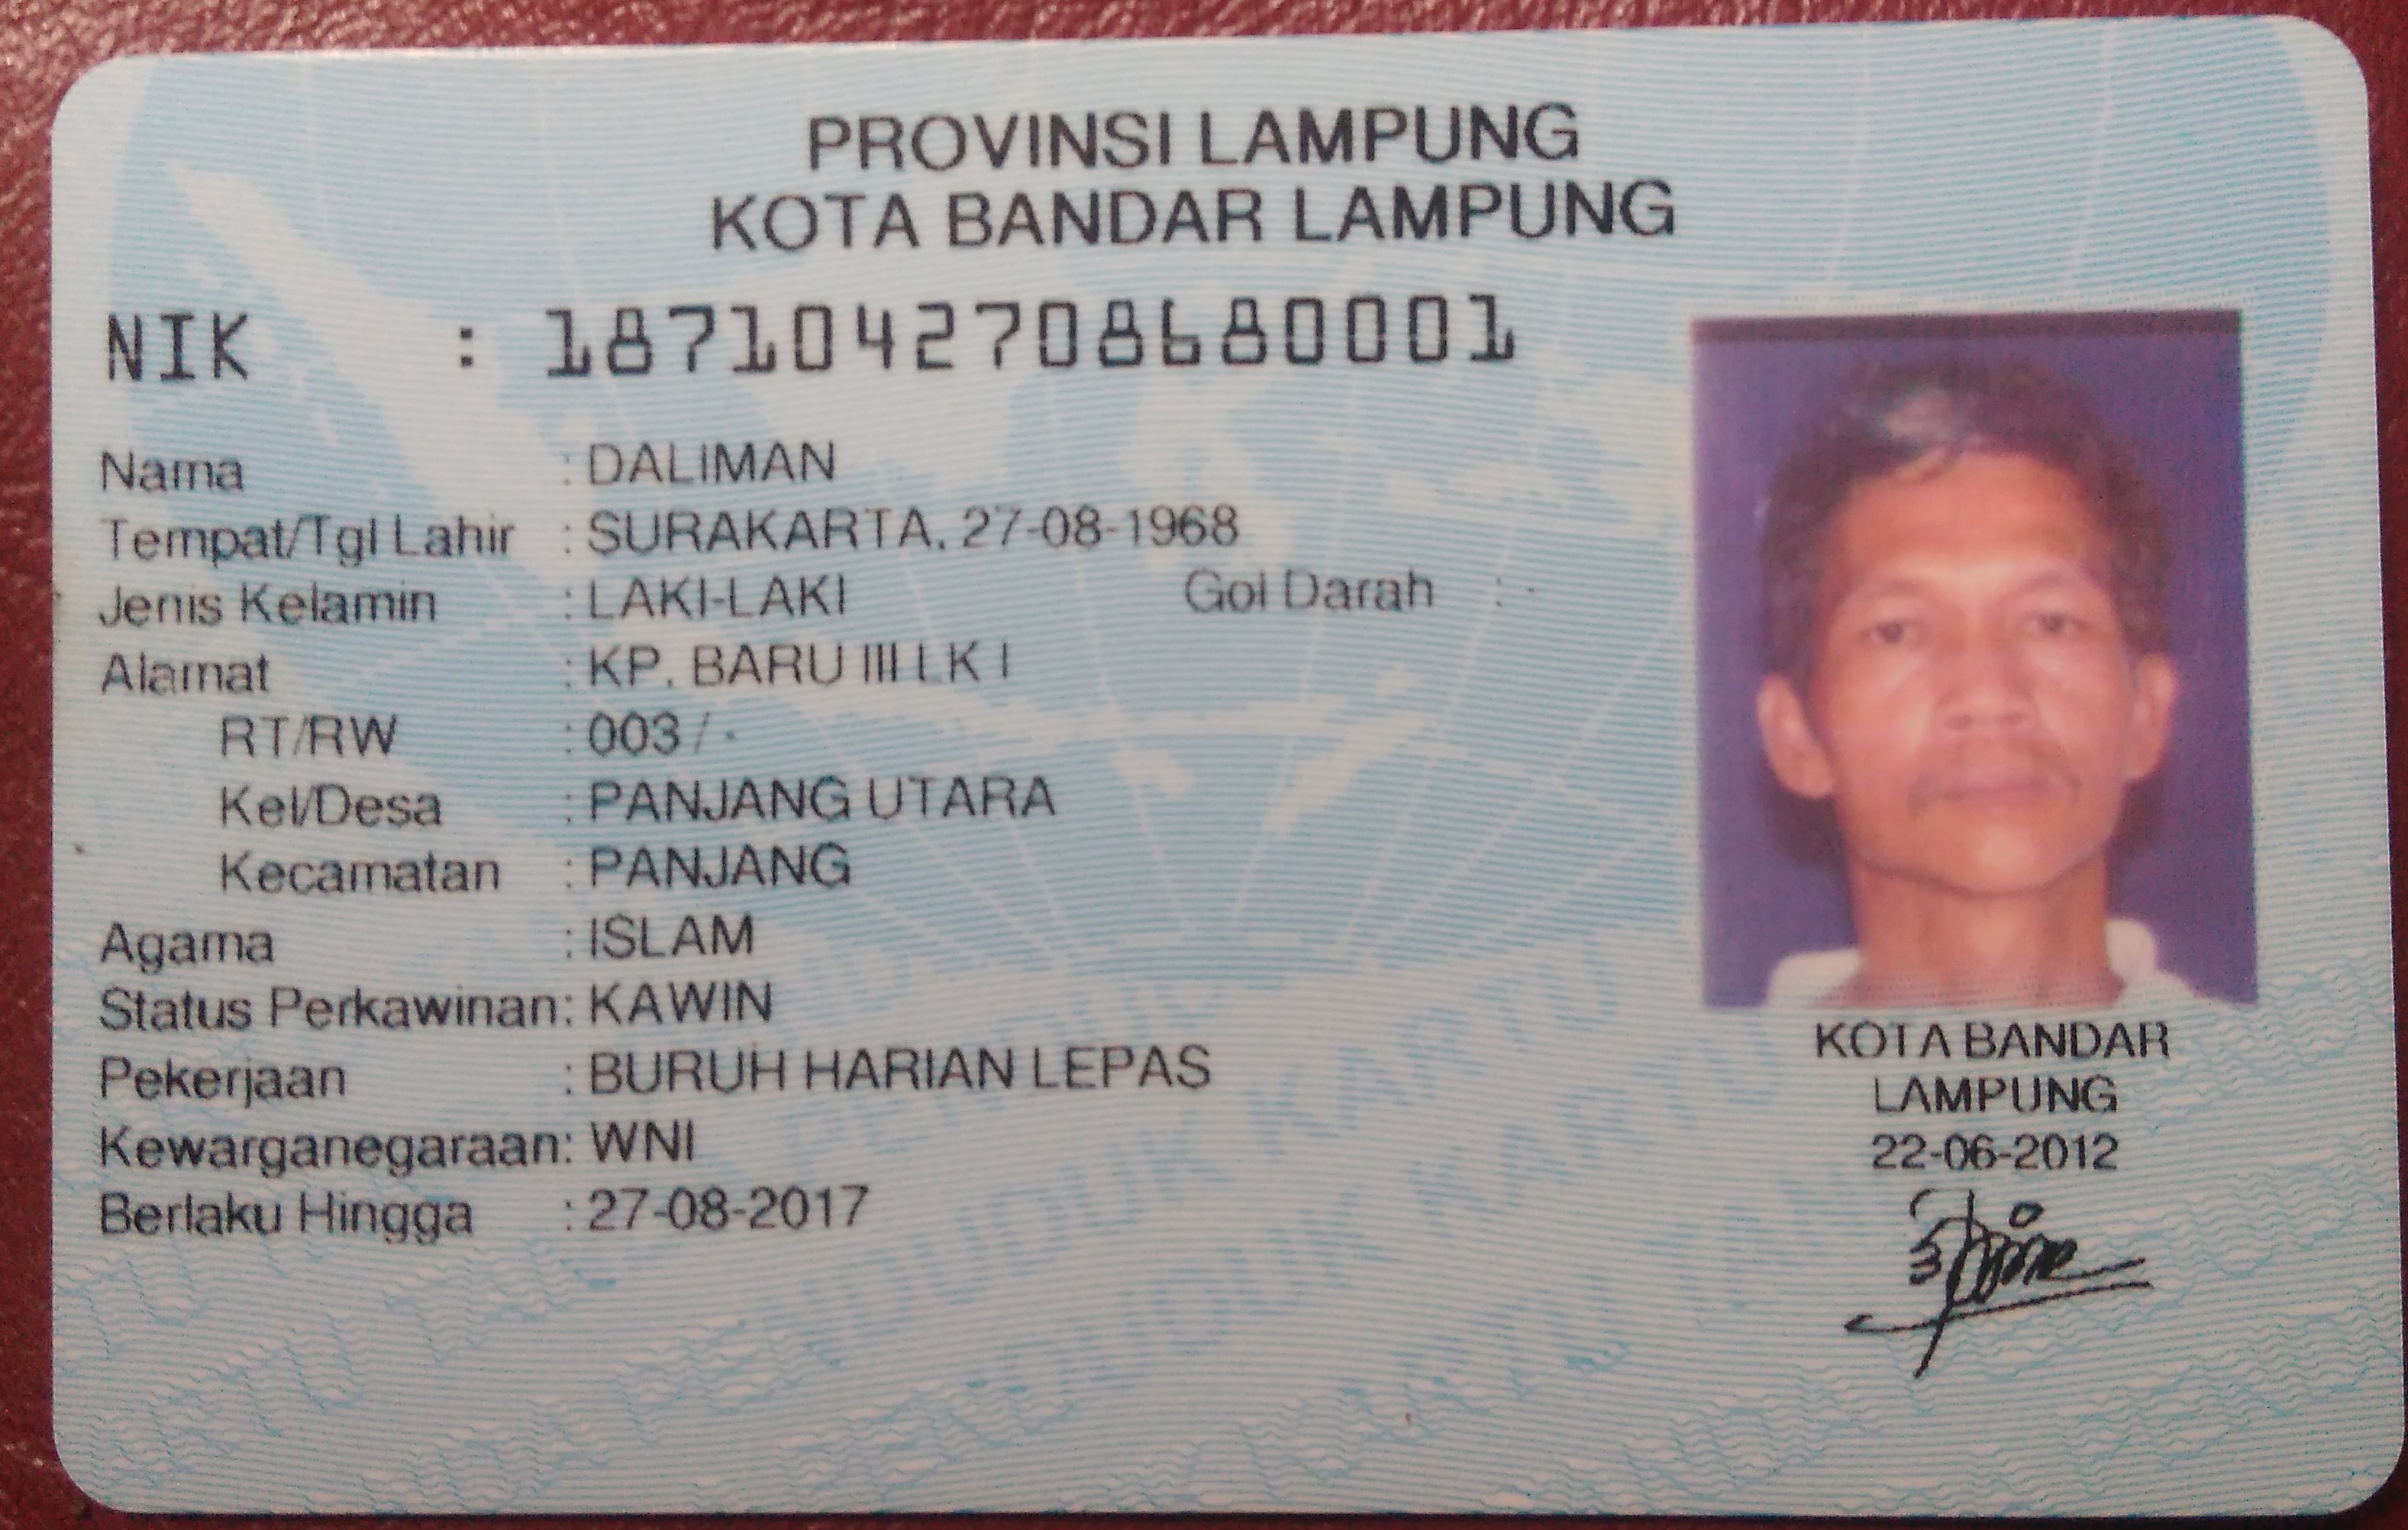 PROVINSI LAMPUNG
KOTA BANDAR LAMPUNG
NIK : 1871042708680001
Nama : DALIMAN
Tempat/Tgl Lahir : SURAKARTA, 27-08-1968
Jenis Kelamin : LAKI-LAKI Gol Darah : -
Alamat : KP. BARU III LK I
RT/RW : 003 / -
Kel/Desa : PANJANG UTARA
Kecamatan : PANJANG
Agama : ISLAM
Status Perkawinan : KAWIN
Pekerjaan : BURUH HARIAN LEPAS
Kewarganegaraan : WNI
Berlaku Hingga : 27-08-2017
KOTA BANDAR
LAMPUNG
22-06-2012